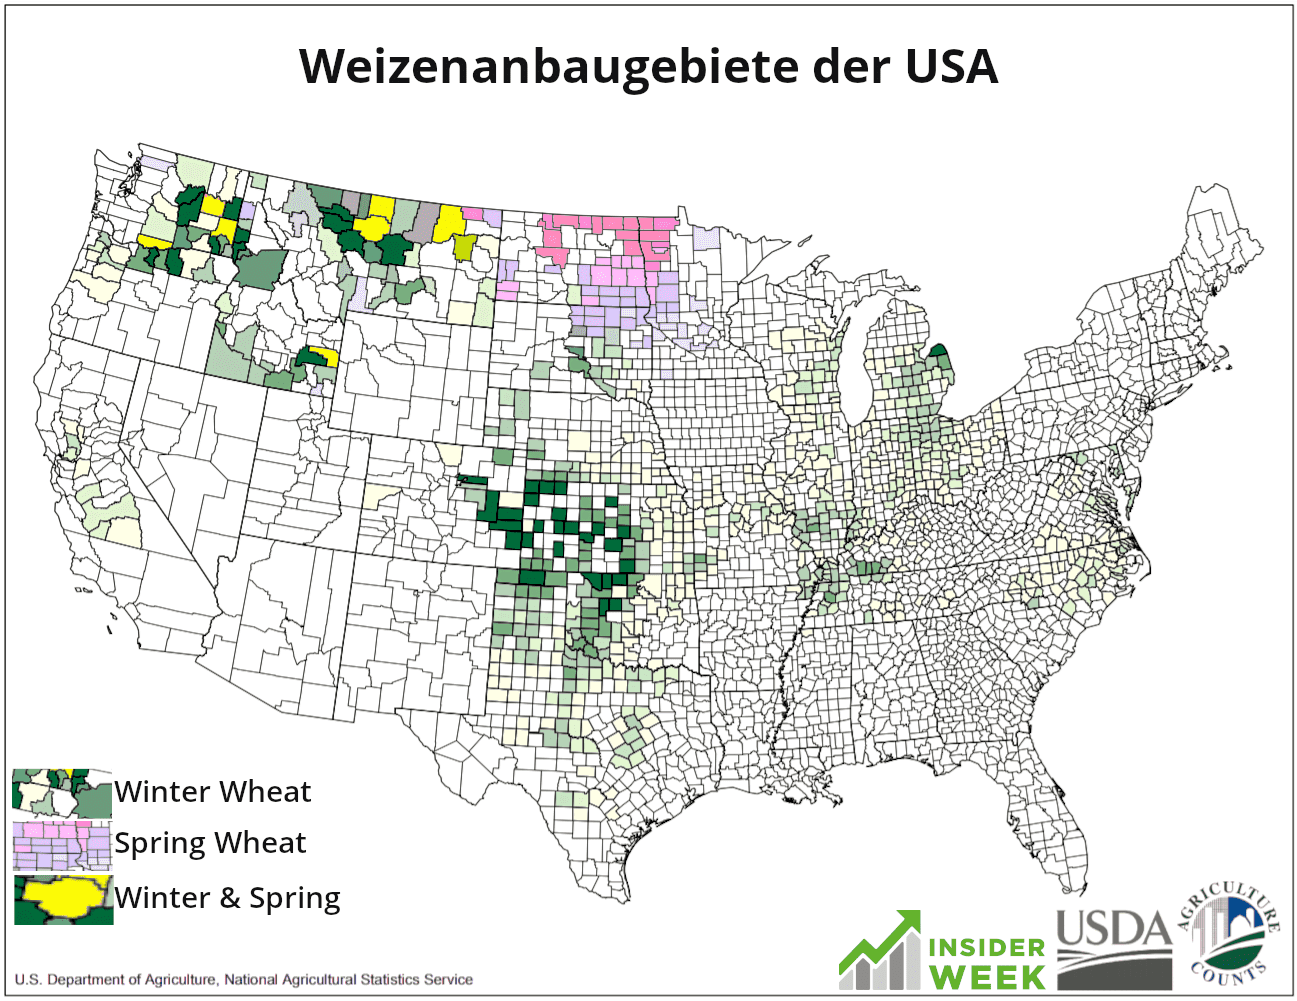 Weizenanbaugebiete der USA
Winter Wheat
Spring Wheat
Winter & Spring
U.S. Department of Agriculture, National Agricultural Statistics Service
INSIDER
WEEK
USDA
AGRICULTURE
COUNTS